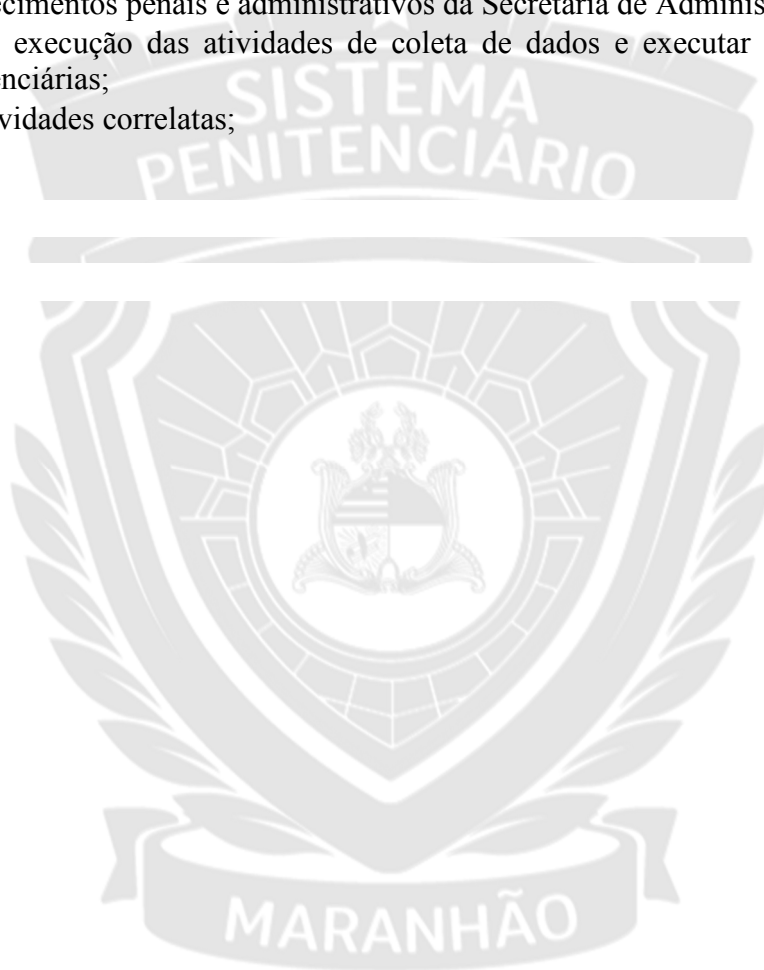 ecimentos penais e administrativos da Secretaria de Adminis
execução das atividades de coleta de dados e executar
enciárias;
vidades correlatas;
SISTEMA
PENITENCIÁRIO
MARANHÃO